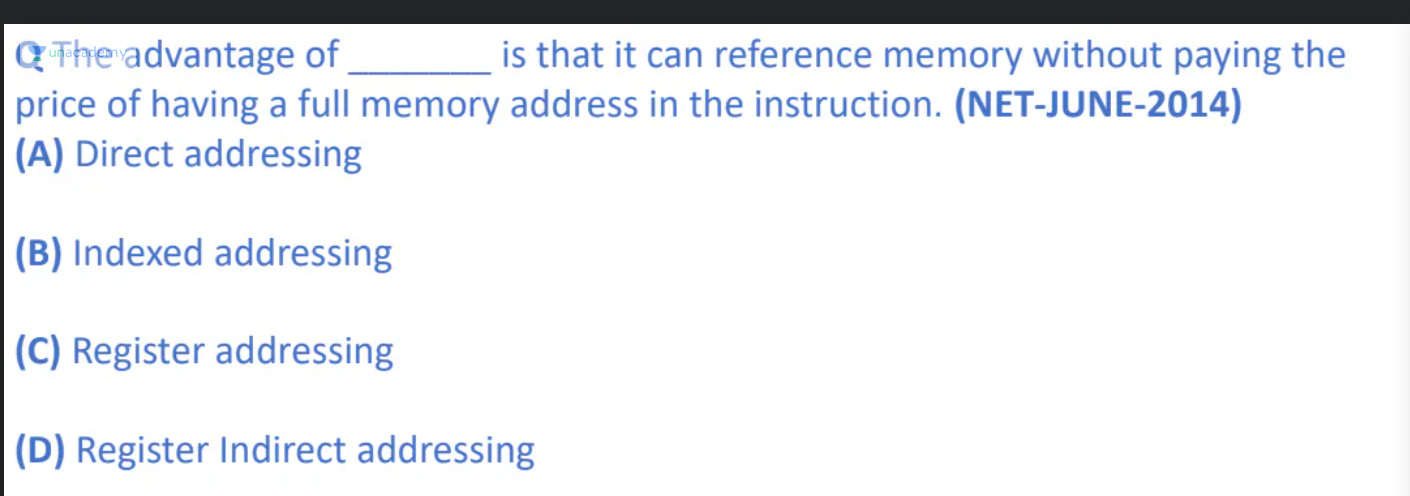 Q The advantage of _______ is that it can reference memory without paying the
unacademy
price of having a full memory address in the instruction. (NET-JUNE-2014)
(A) Direct addressing
(B) Indexed addressing
(C) Register addressing
(D) Register Indirect addressing